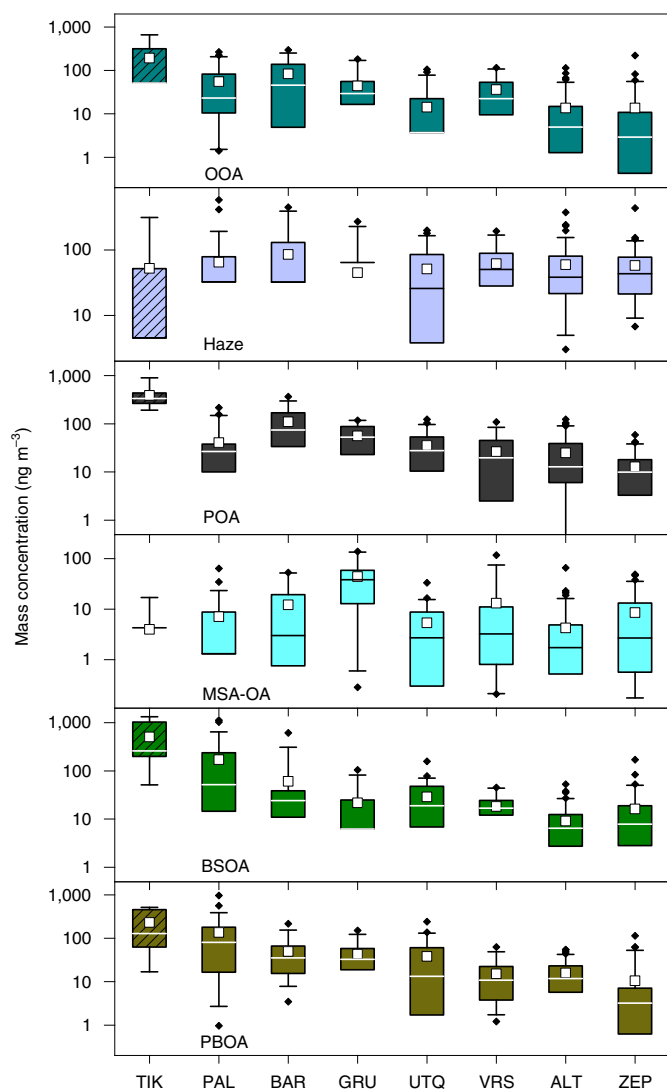 Mass concentration (ng m⁻³)
1,000
100
10
1
OOA
100
10
Haze
1,000
100
10
1
POA
100
10
1
MSA-OA
1,000
100
10
1
BSOA
1,000
100
10
1
PBOA
TIK PAL BAR GRU UTQ VRS ALT ZEP